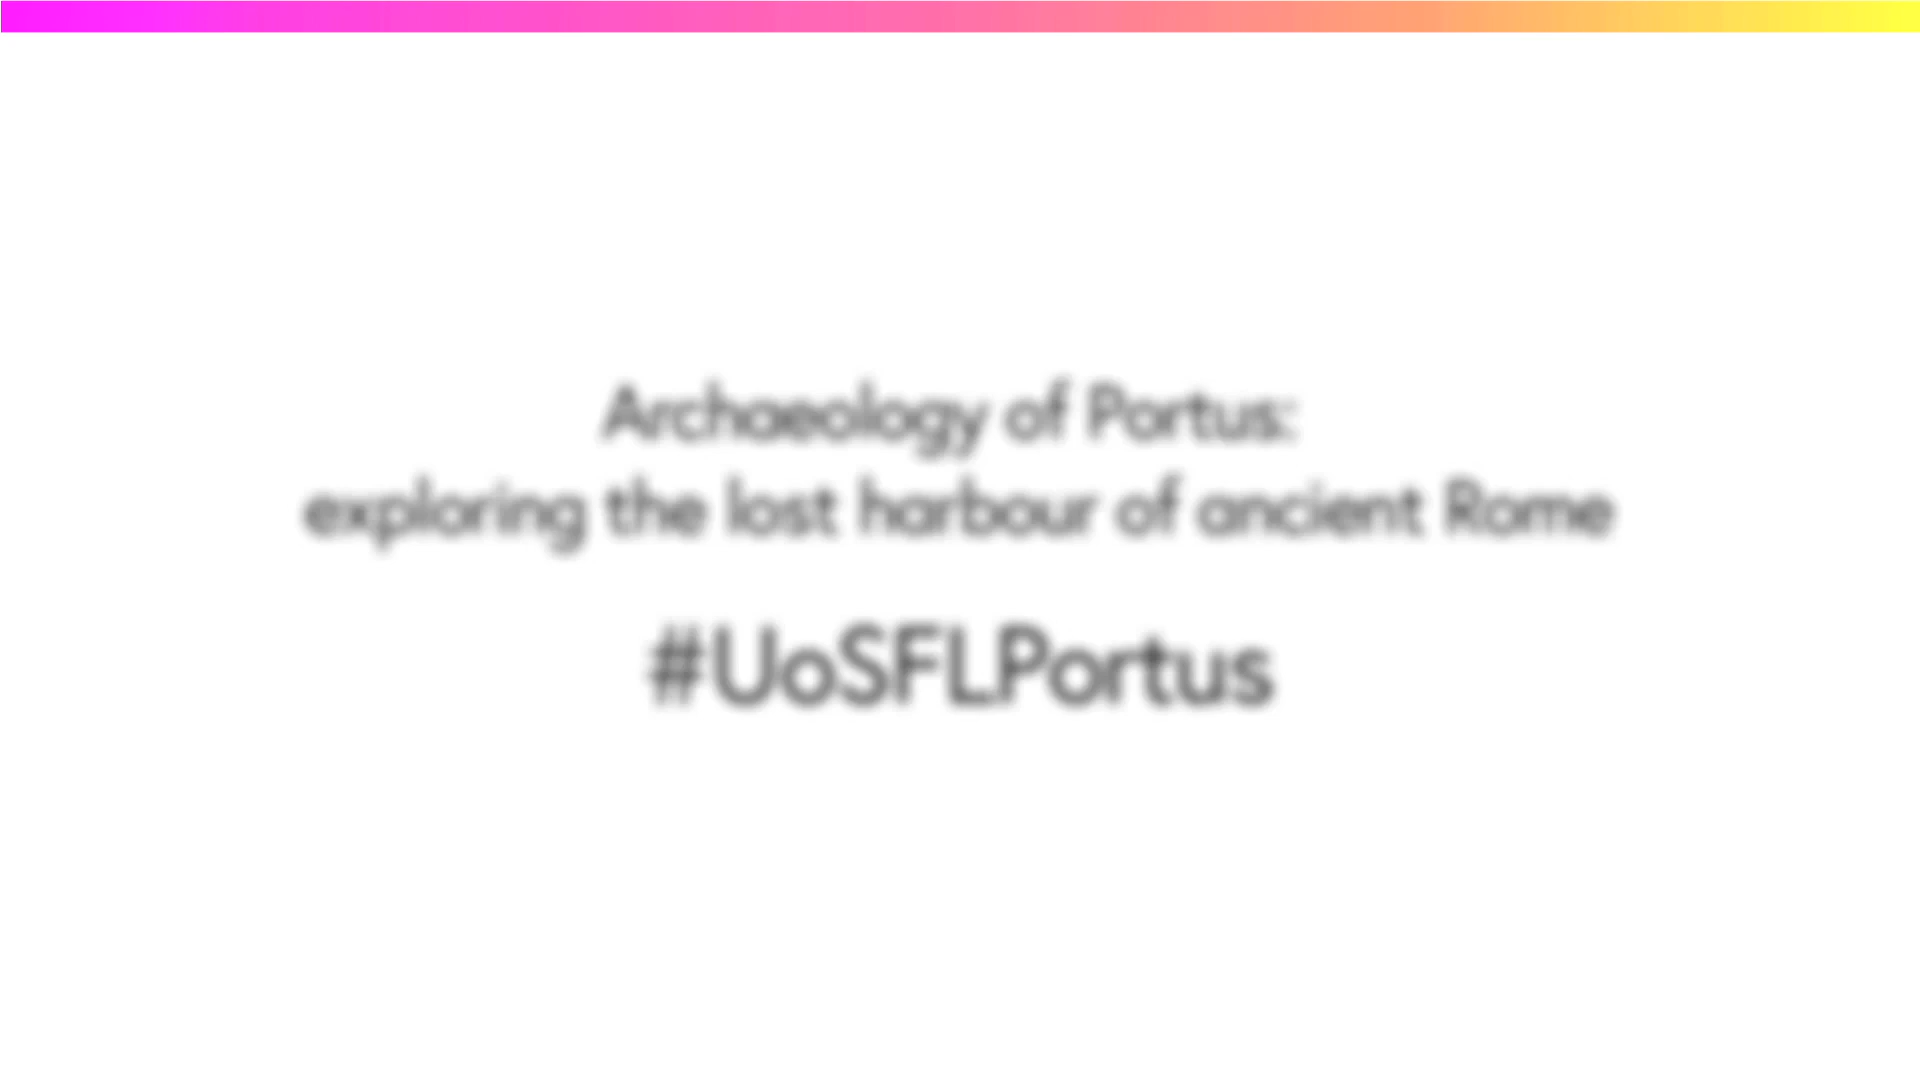 Archaeology of Portus:
exploring the lost harbour of ancient Rome
#UoSFLPortus